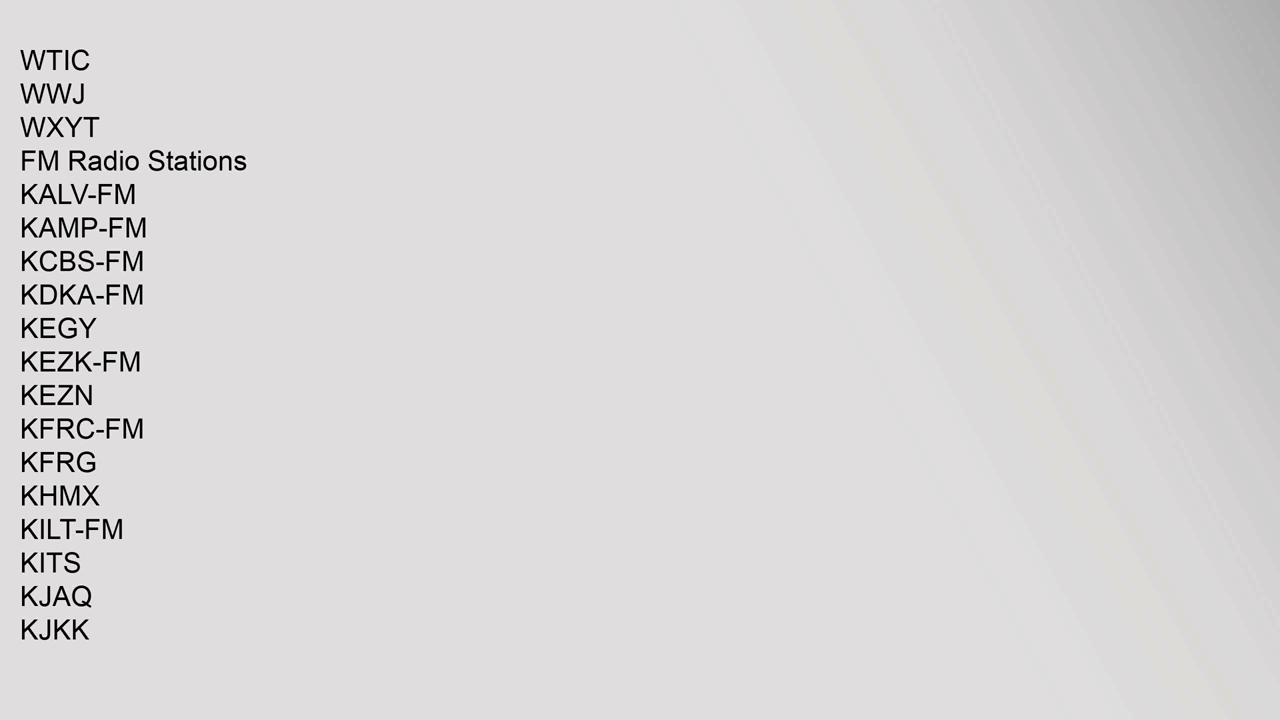 WTIC
WWJ
WXYT
FM Radio Stations
KALV-FM
KAMP-FM
KCBS-FM
KDKA-FM
KEGY
KEZK-FM
KEZN
KFRC-FM
KFRG
KHMX
KILT-FM
KITS
KJAQ
KJKK